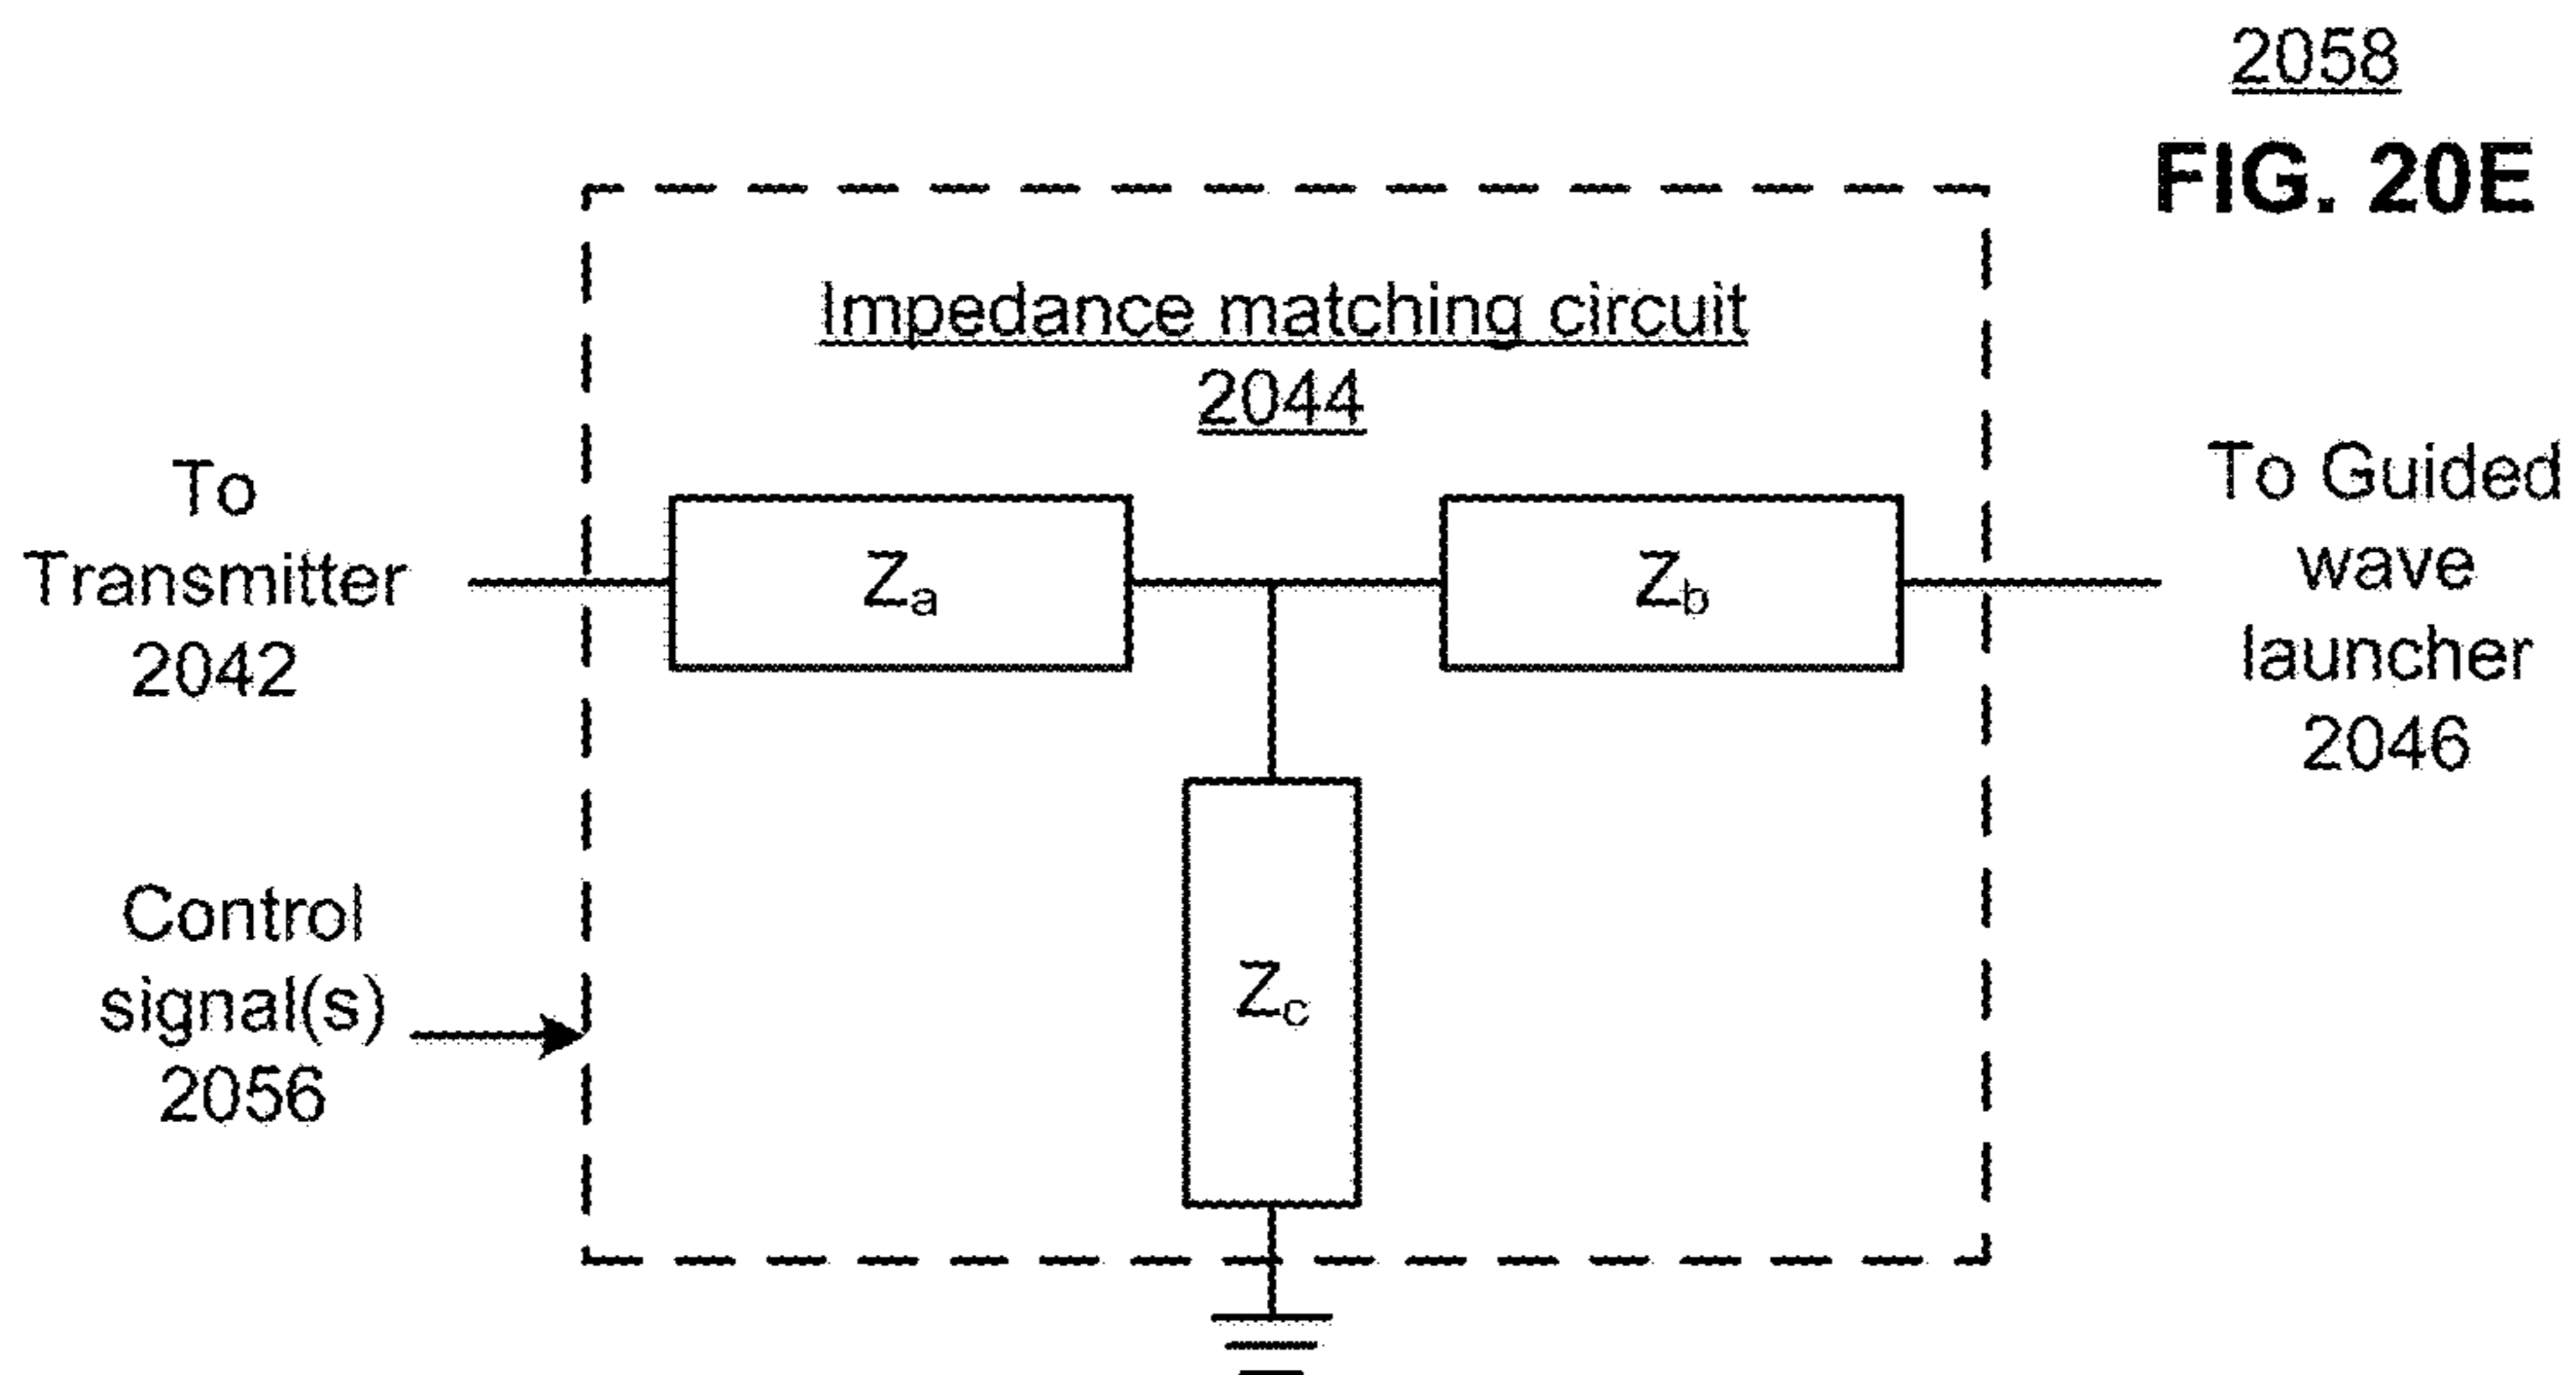 2058
FIG. 20E
Impedance matching circuit
2044
To
Transmitter
2042
Za
Zb
To Guided
wave
launcher
2046
Zc
Control
signal(s)
2056